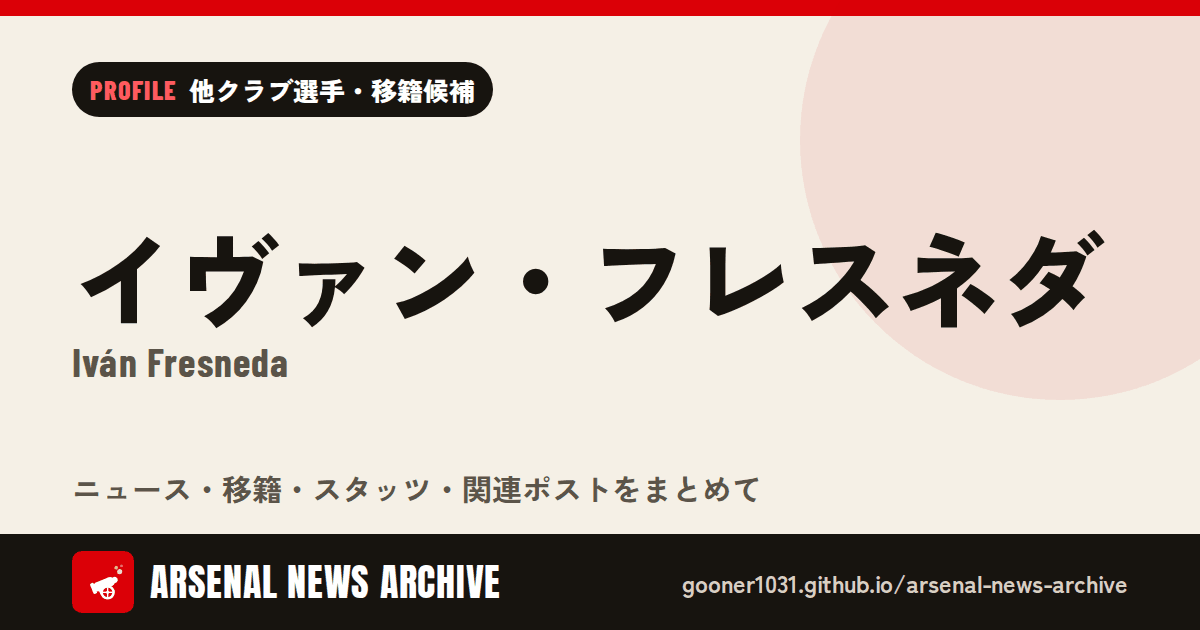 PROFILE 他クラブ選手・移籍候補
イヴァン・フレスネダ
Iván Fresneda
ニュース・移籍・スタッツ・関連ポストをまとめて
ARSENAL NEWS ARCHIVE
gooner1031.github.io/arsenal-news-archive